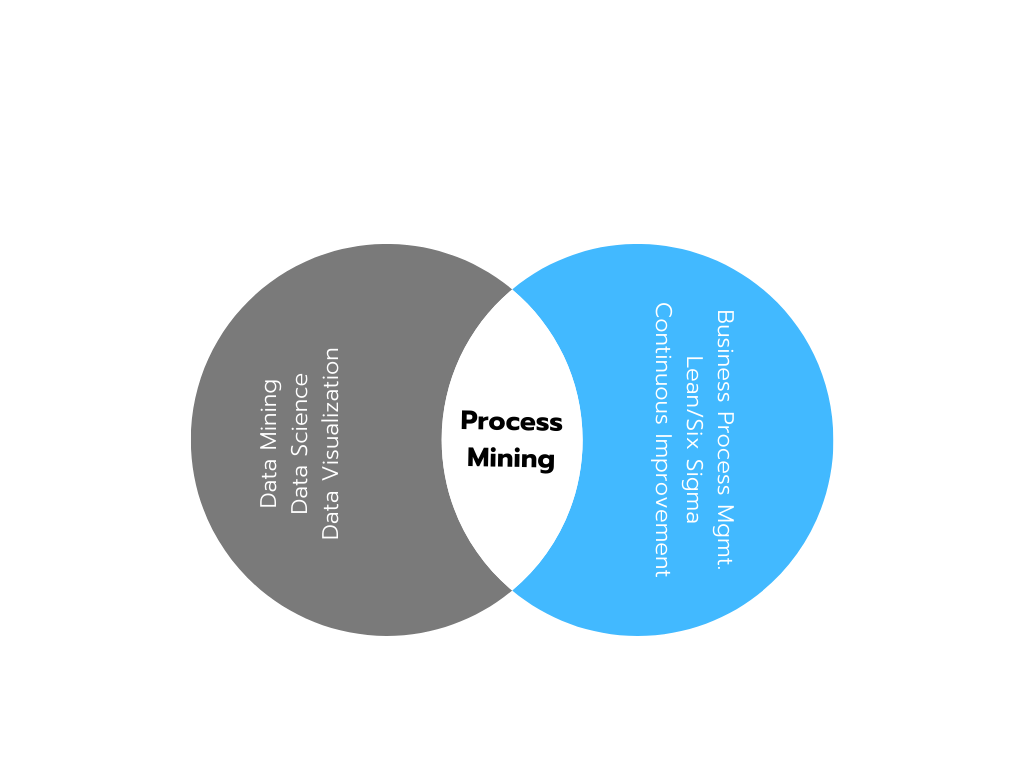 Data Mining
Data Science
Data Visualization
Process
Mining
Business Process Mgmt.
Lean/Six Sigma
Continuous Improvement